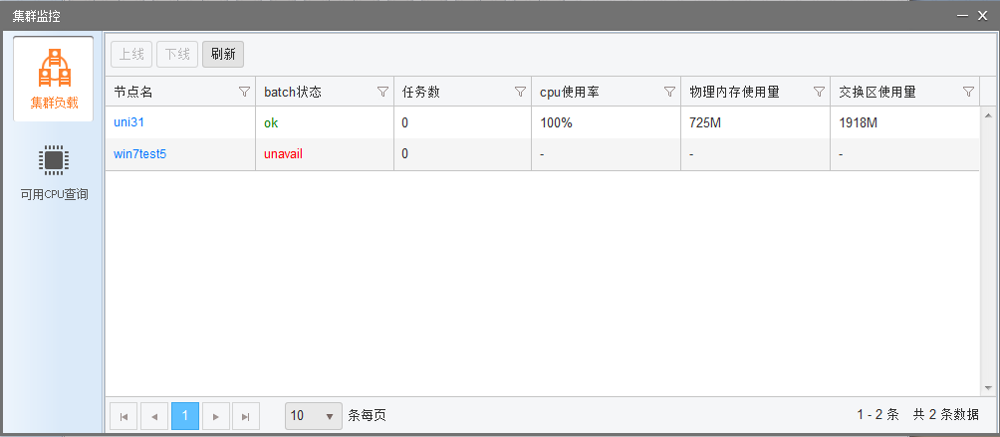 集群监控
集群负载
可用CPU查询
上线 下线 刷新
节点名 batch状态 任务数 cpu使用率 物理内存使用量 交换区使用量
uni31 ok 0 100% 725M 1918M
win7test5 unavail 0 - - -
1 10 条每页 1 - 2 条 共 2 条数据